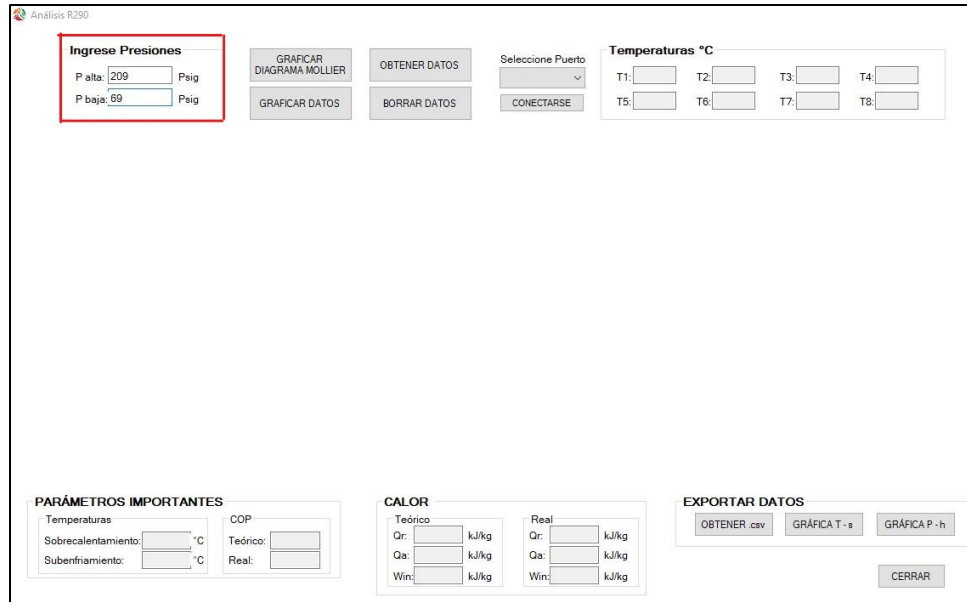 Análisis R290
Ingrese Presiones
P alta: 209 Psig
P baja: 69 Psig
GRAFICAR
DIAGRAMA MOLLIER
OBTENER DATOS
GRAFICAR DATOS
BORRAR DATOS
Seleccione Puerto
CONECTARSE
Temperaturas °C
T1: T2: T3: T4:
T5: T6: T7: T8:
PARÁMETROS IMPORTANTES
Temperaturas
Sobrecalentamiento: °C
Subenfriamiento: °C
COP
Teórico:
Real:
CALOR
Teórico
Qr: kJ/kg
Qa: kJ/kg
Win: kJ/kg
Real
Qr: kJ/kg
Qa: kJ/kg
Win: kJ/kg
EXPORTAR DATOS
OBTENER .csv GRÁFICA T - s GRÁFICA P - h
CERRAR